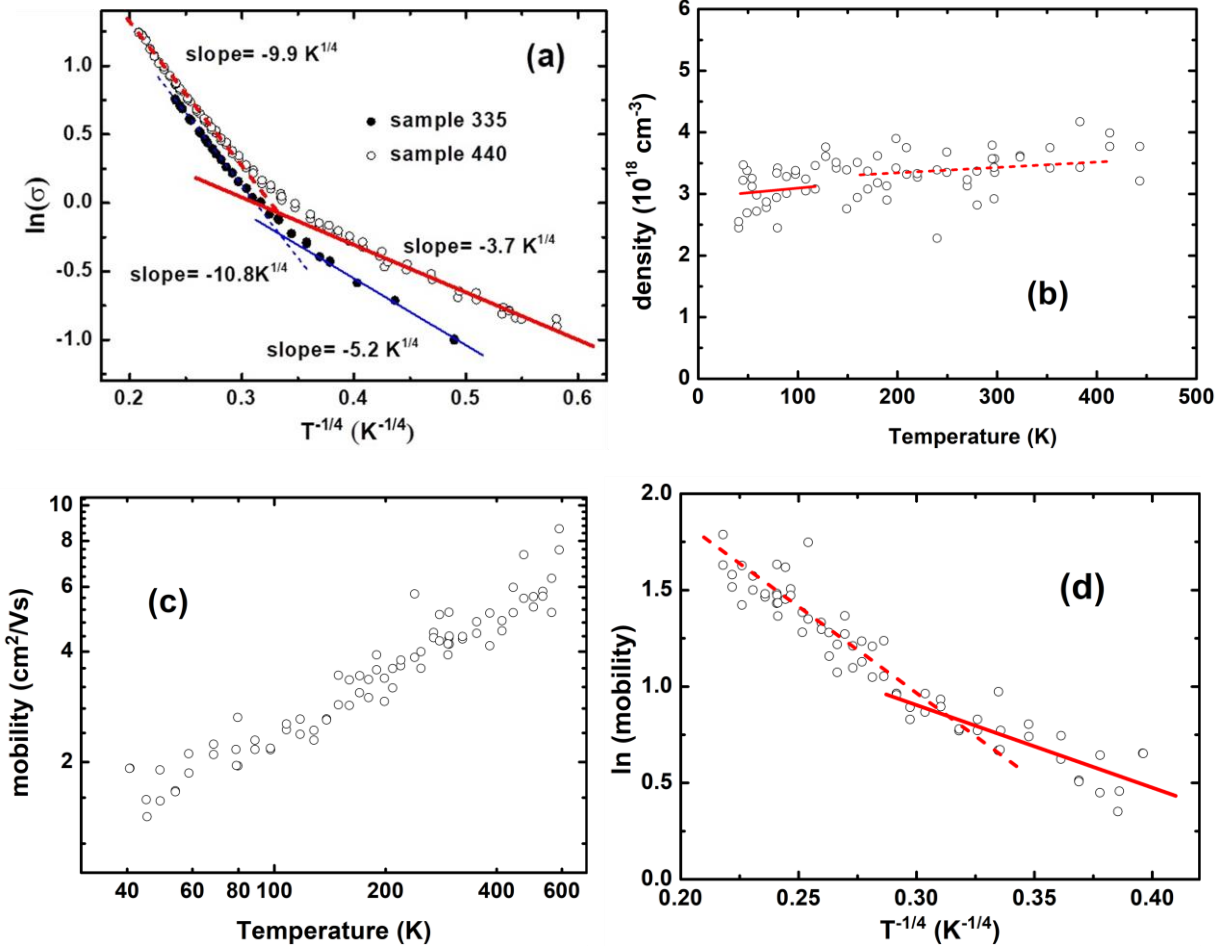 (a)
slope= -9.9 K^1/4
sample 335
sample 440
slope= -3.7 K^1/4
slope= -10.8K^1/4
slope= -5.2 K^1/4
ln(σ)
1.0
0.5
0.0
-0.5
-1.0
0.2 0.3 0.4 0.5 0.6
T^-1/4 (K^-1/4)
(b)
density (10^18 cm^-3)
6
5
4
3
2
1
0
0 100 200 300 400 500
Temperature (K)
(c)
mobility (cm^2/Vs)
10
8
6
4
2
40 60 80 100 200 400 600
Temperature (K)
(d)
ln (mobility)
2.0
1.5
1.0
0.5
0.0
0.20 0.25 0.30 0.35 0.40
T^-1/4 (K^-1/4)